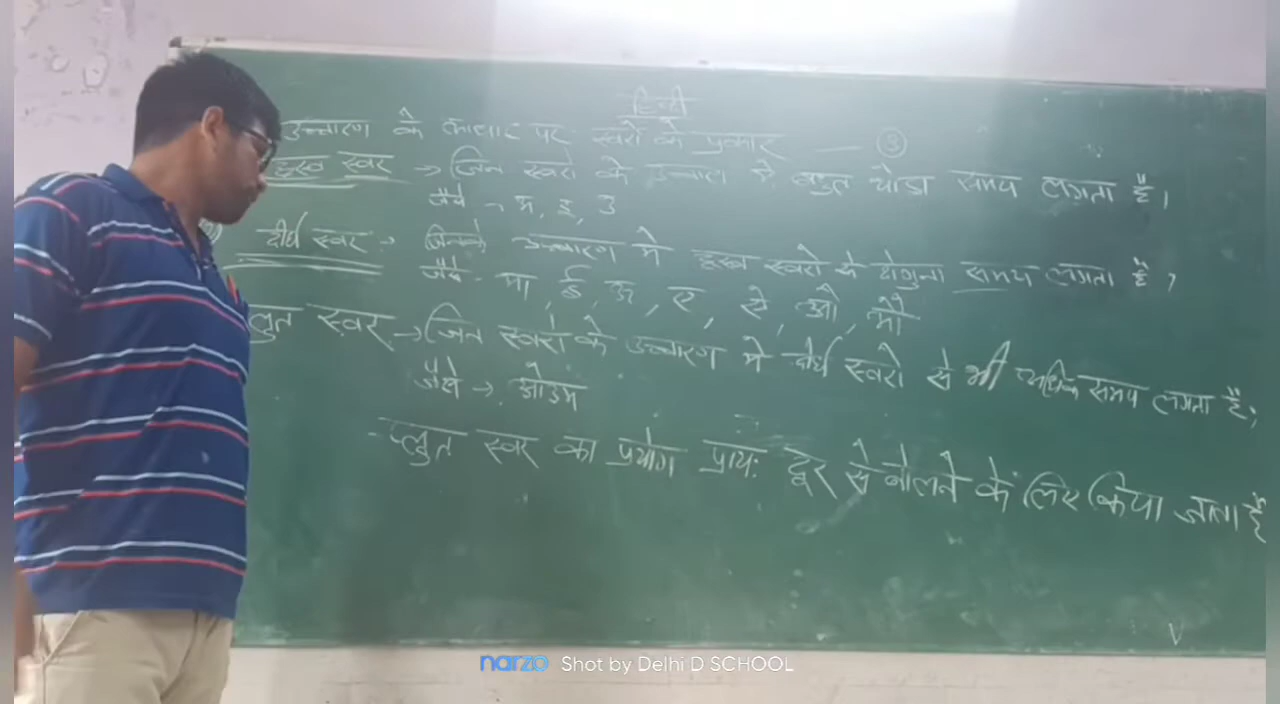 हिन्दी
उच्चारण के आधार पर स्वरों के प्रकार — ③
ह्रस्व स्वर → जिन स्वरों के उच्चारण में बहुत थोडा समय लगता है।
जैसे → अ, इ, उ
दीर्घ स्वर → जिनके उच्चारण में ह्रस्व स्वरों से दोगुना समय लगता है,
जैसे - आ, ई, ऊ, ए, ऐ, ओ, औ
प्लुत स्वर → जिन स्वरों के उच्चारण में दीर्घ स्वरों से भी अधिक समय लगता है;
जैसे → ओउम
- प्लुत स्वर का प्रयोग प्रायः दूर से बोलने के लिए किया जाता है
narzo Shot by Delhi D SCHOOL